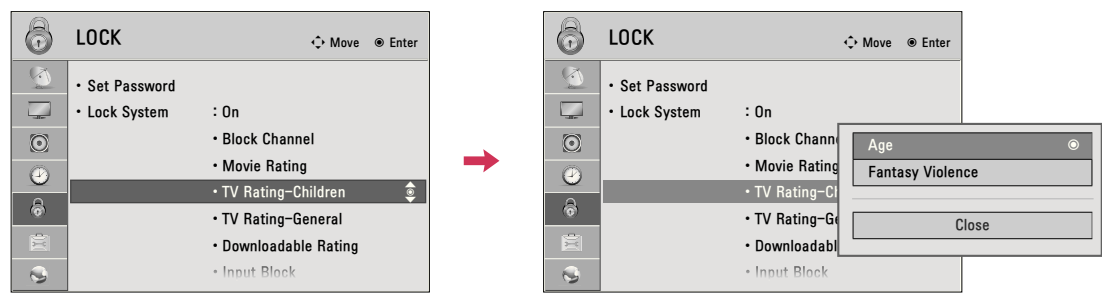 LOCK
Move Enter
• Set Password
• Lock System : On
• Block Channel
• Movie Rating
• TV Rating-Children
• TV Rating-General
• Downloadable Rating
• Input Block
LOCK
Move Enter
• Set Password
• Lock System : On
• Block Chann
• Movie Rating
• TV Rating-Ch
• TV Rating-Ge
• Downloadabl
• Input Block
Age
Fantasy Violence
Close